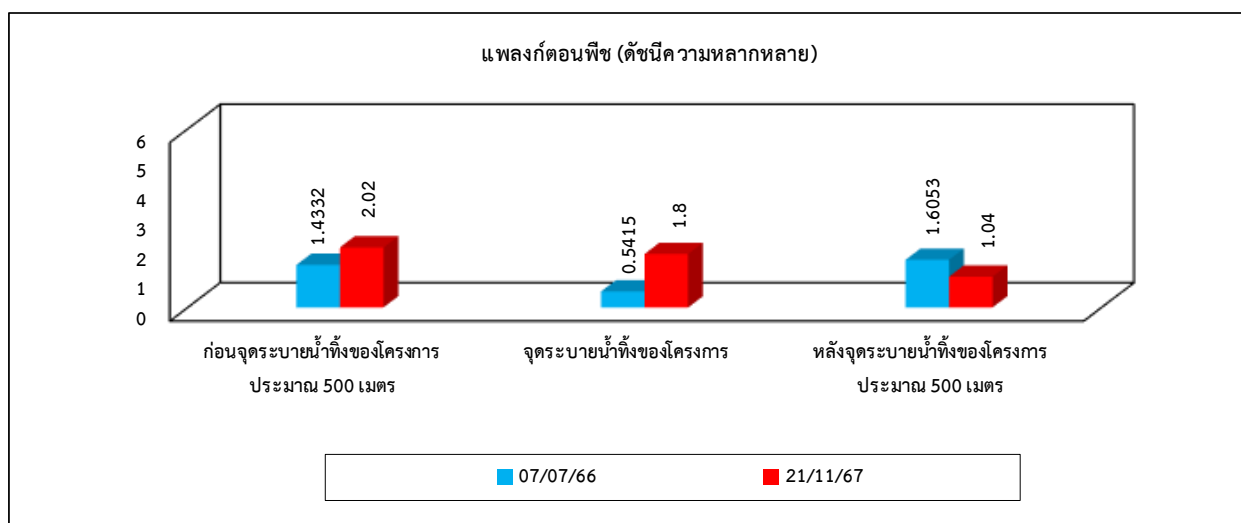 แพลงก์ตอนพืช (ดัชนีความหลากหลาย)
6
5
4
3
2
1
0
1.4332
2.02
0.5415
1.8
1.6053
1.04
ก่อนจุดระบายน้ำทิ้งของโครงการ
ประมาณ 500 เมตร
จุดระบายน้ำทิ้งของโครงการ
หลังจุดระบายน้ำทิ้งของโครงการ
ประมาณ 500 เมตร
07/07/66
21/11/67